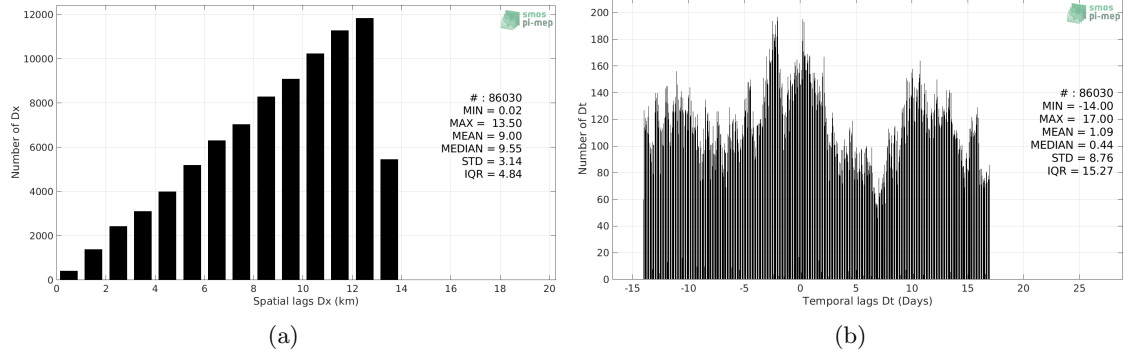 12000
10000
8000
6000
4000
2000
0
Number of Dx
0 2 4 6 8 10 12 14 16 18 20
Spatial lags Dx (km)
smos
pi-mep
# : 86030
MIN = 0.02
MAX = 13.50
MEAN = 9.00
MEDIAN = 9.55
STD = 3.14
IQR = 4.84
(a)
200
180
160
140
120
100
80
60
40
20
0
Number of Dt
-15 -10 -5 0 5 10 15 20 25
Temporal lags Dt (Days)
smos
pi-mep
# : 86030
MIN = -14.00
MAX = 17.00
MEAN = 1.09
MEDIAN = 0.44
STD = 8.76
IQR = 15.27
(b)